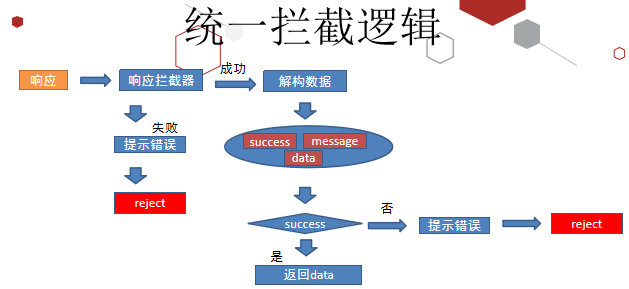 统一拦截逻辑
响应
响应拦截器
成功
解构数据
失败
提示错误
reject
success
message
data
success
否
提示错误
reject
是
返回data